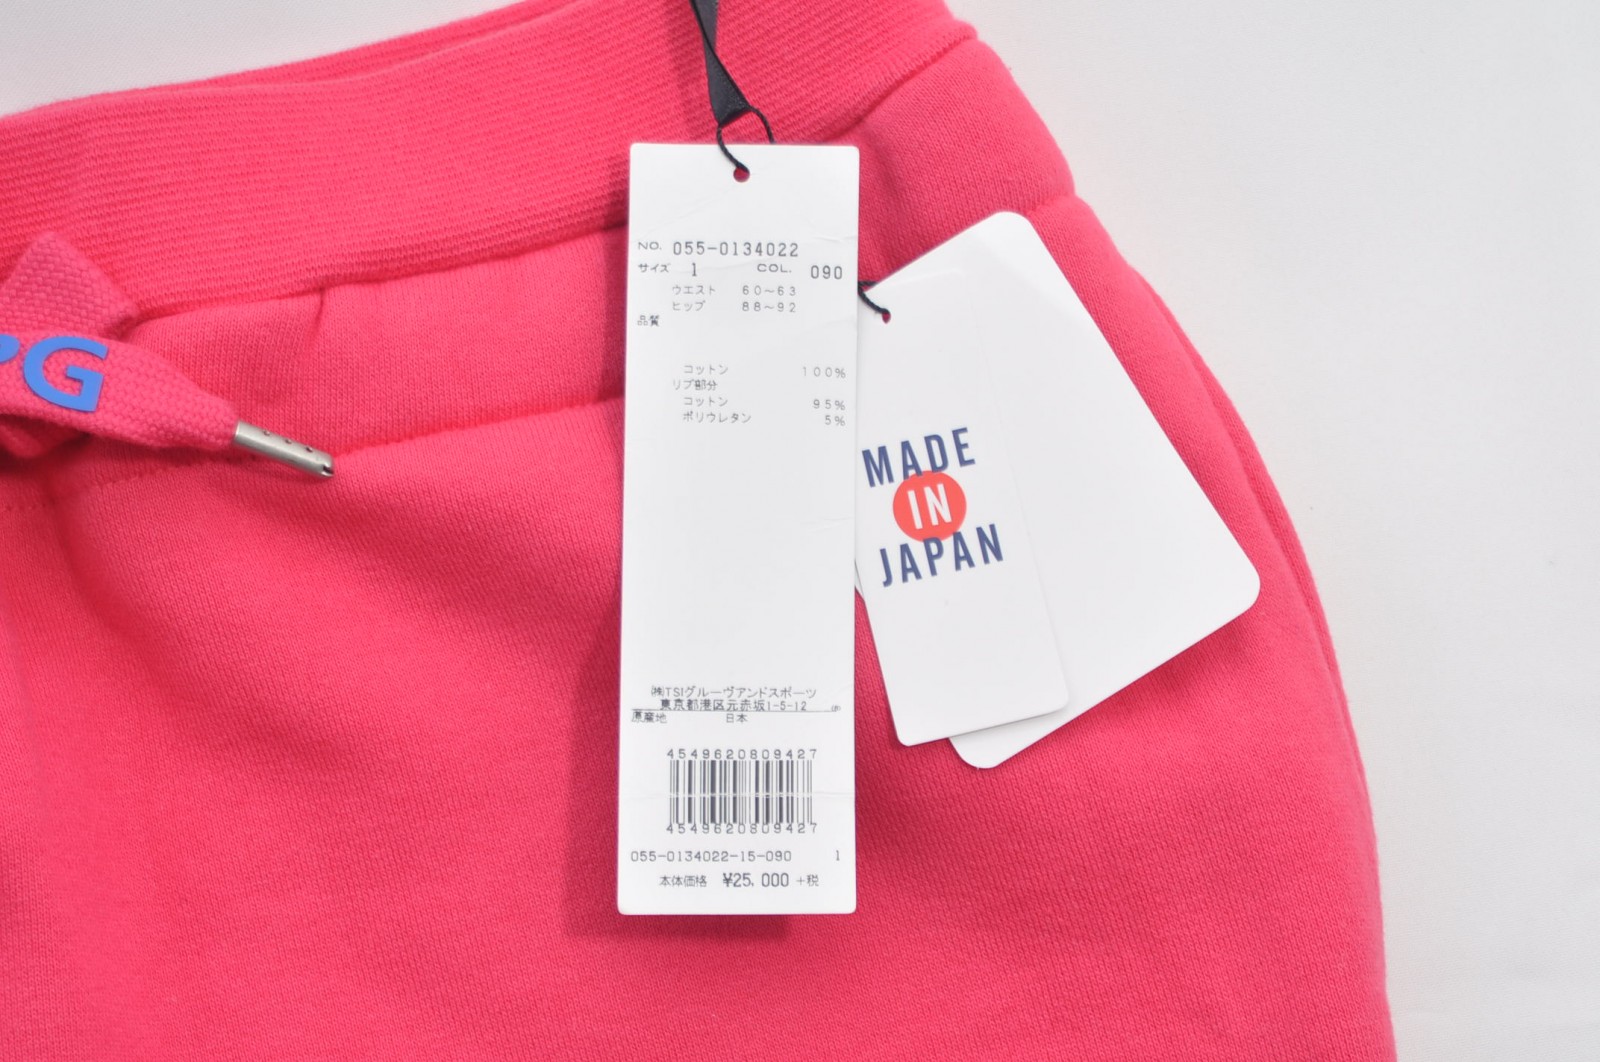 PG
NO. 055-0134022
サイズ 1 COL. 090
ウエスト 60～63
ヒップ 88～92
品質
コットン 100%
リブ部分
コットン 95%
ポリウレタン 5%
㈱TSIグルーヴアンドスポーツ
東京都港区元赤坂1-5-12
原産地 日本
4549620809427
4549620809427
055-0134022-15-090 1
本体価格 ¥25,000 +税
MADE
IN
JAPAN